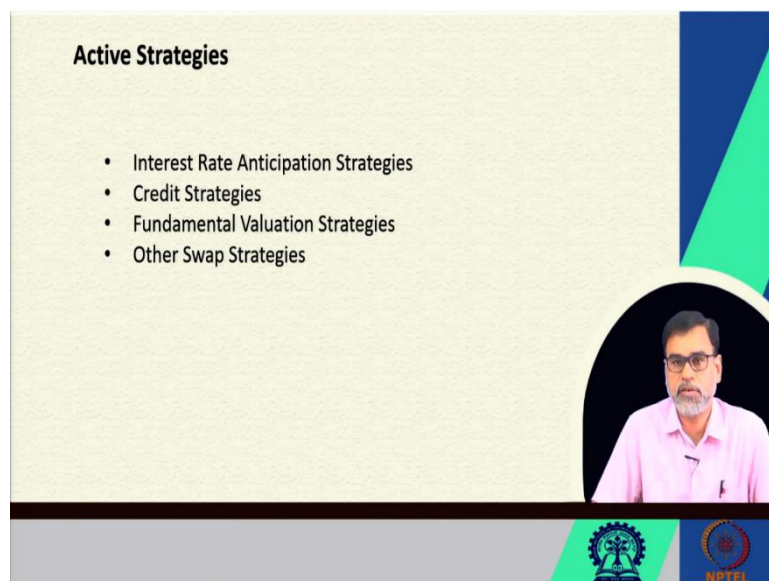 Active Strategies
• Interest Rate Anticipation Strategies
• Credit Strategies
• Fundamental Valuation Strategies
• Other Swap Strategies
NPTEL